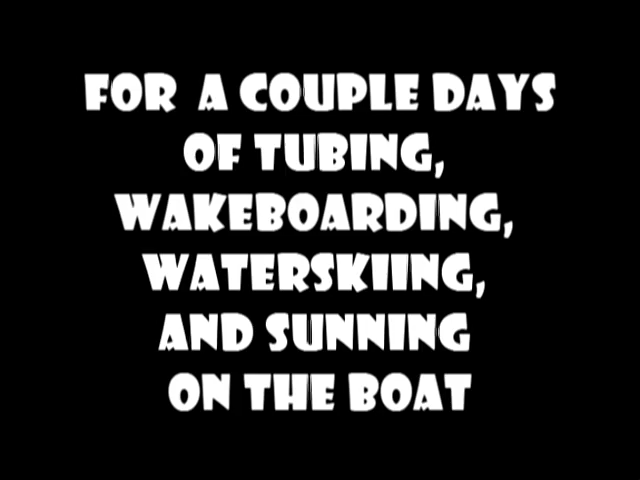 FOR A COUPLE DAYS
OF TUBING,
WAKEBOARDING,
WATERSKIING,
AND SUNNING
ON THE BOAT